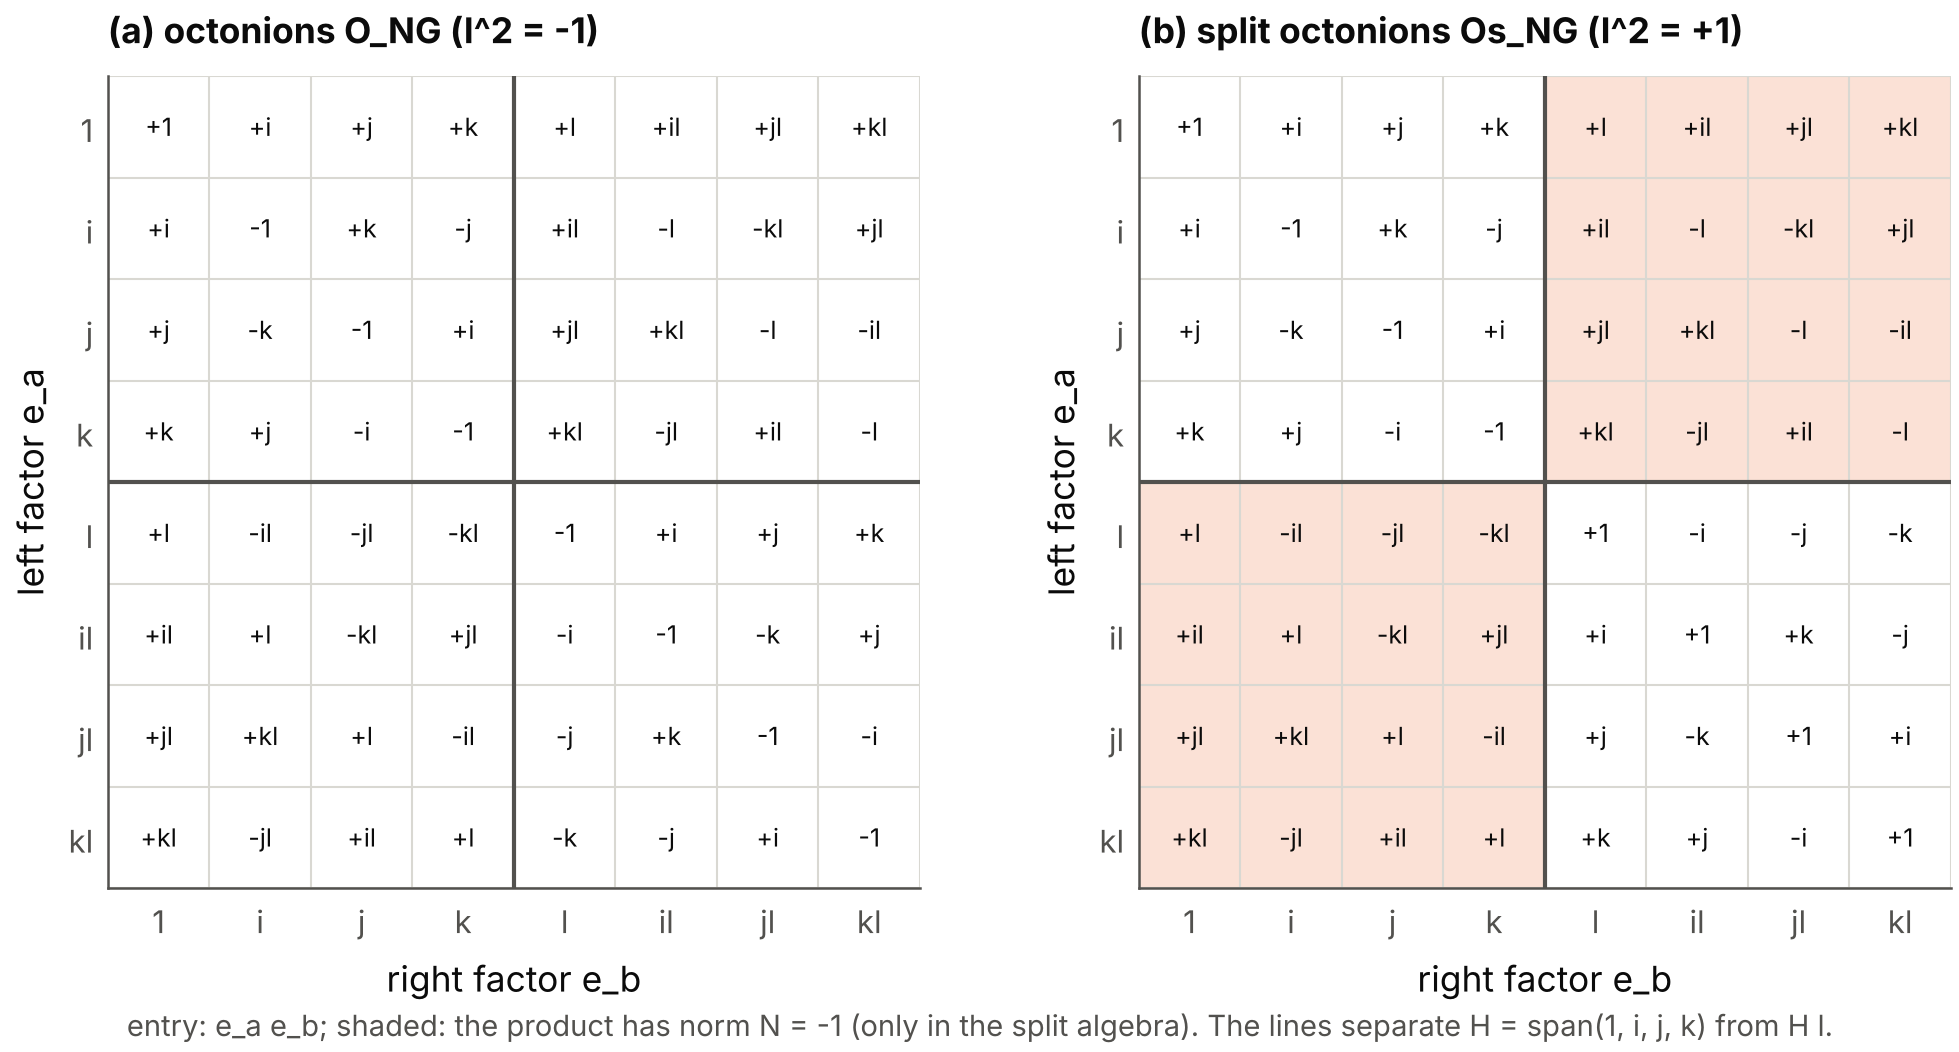 (a) octonions O_NG (l^2 = -1)
left factor e_a
1 +1 +i +j +k +l +il +jl +kl
i +i -1 +k -j +il -l -kl +jl
j +j -k -1 +i +jl +kl -l -il
k +k +j -i -1 +kl -jl +il -l
l +l -il -jl -kl -1 +i +j +k
il +il +l -kl +jl -i -1 -k +j
jl +jl +kl +l -il -j +k -1 -i
kl +kl -jl +il +l -k -j +i -1
1 i j k l il jl kl
right factor e_b
(b) split octonions Os_NG (l^2 = +1)
left factor e_a
1 +1 +i +j +k +l +il +jl +kl
i +i -1 +k -j +il -l -kl +jl
j +j -k -1 +i +jl +kl -l -il
k +k +j -i -1 +kl -jl +il -l
l +l -il -jl -kl +1 -i -j -k
il +il +l -kl +jl +i +1 +k -j
jl +jl +kl +l -il +j -k +1 +i
kl +kl -jl +il +l +k +j -i +1
1 i j k l il jl kl
right factor e_b
entry: e_a e_b; shaded: the product has norm N = -1 (only in the split algebra). The lines separate H = span(1, i, j, k) from H l.